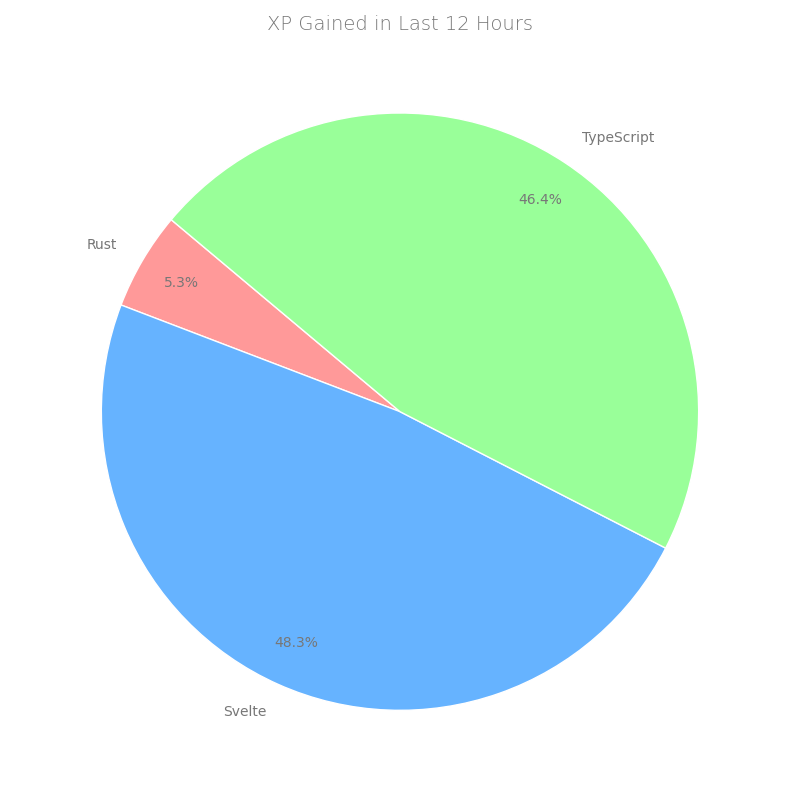 XP Gained in Last 12 Hours
TypeScript
46.4%
Rust
5.3%
48.3%
Svelte